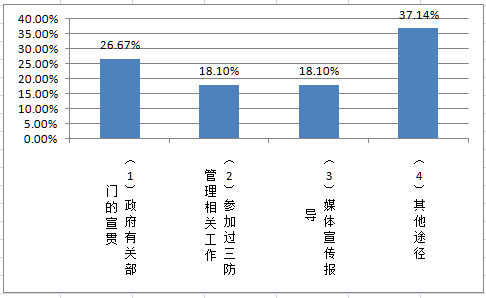 40.00%
35.00%
30.00%
25.00%
20.00%
15.00%
10.00%
5.00%
0.00%
26.67%
18.10%
18.10%
37.14%
（1）政府有关部
门的宣贯
（2）参加过三防
管理相关工作
（3）媒体宣传报
导
（4）其他途径